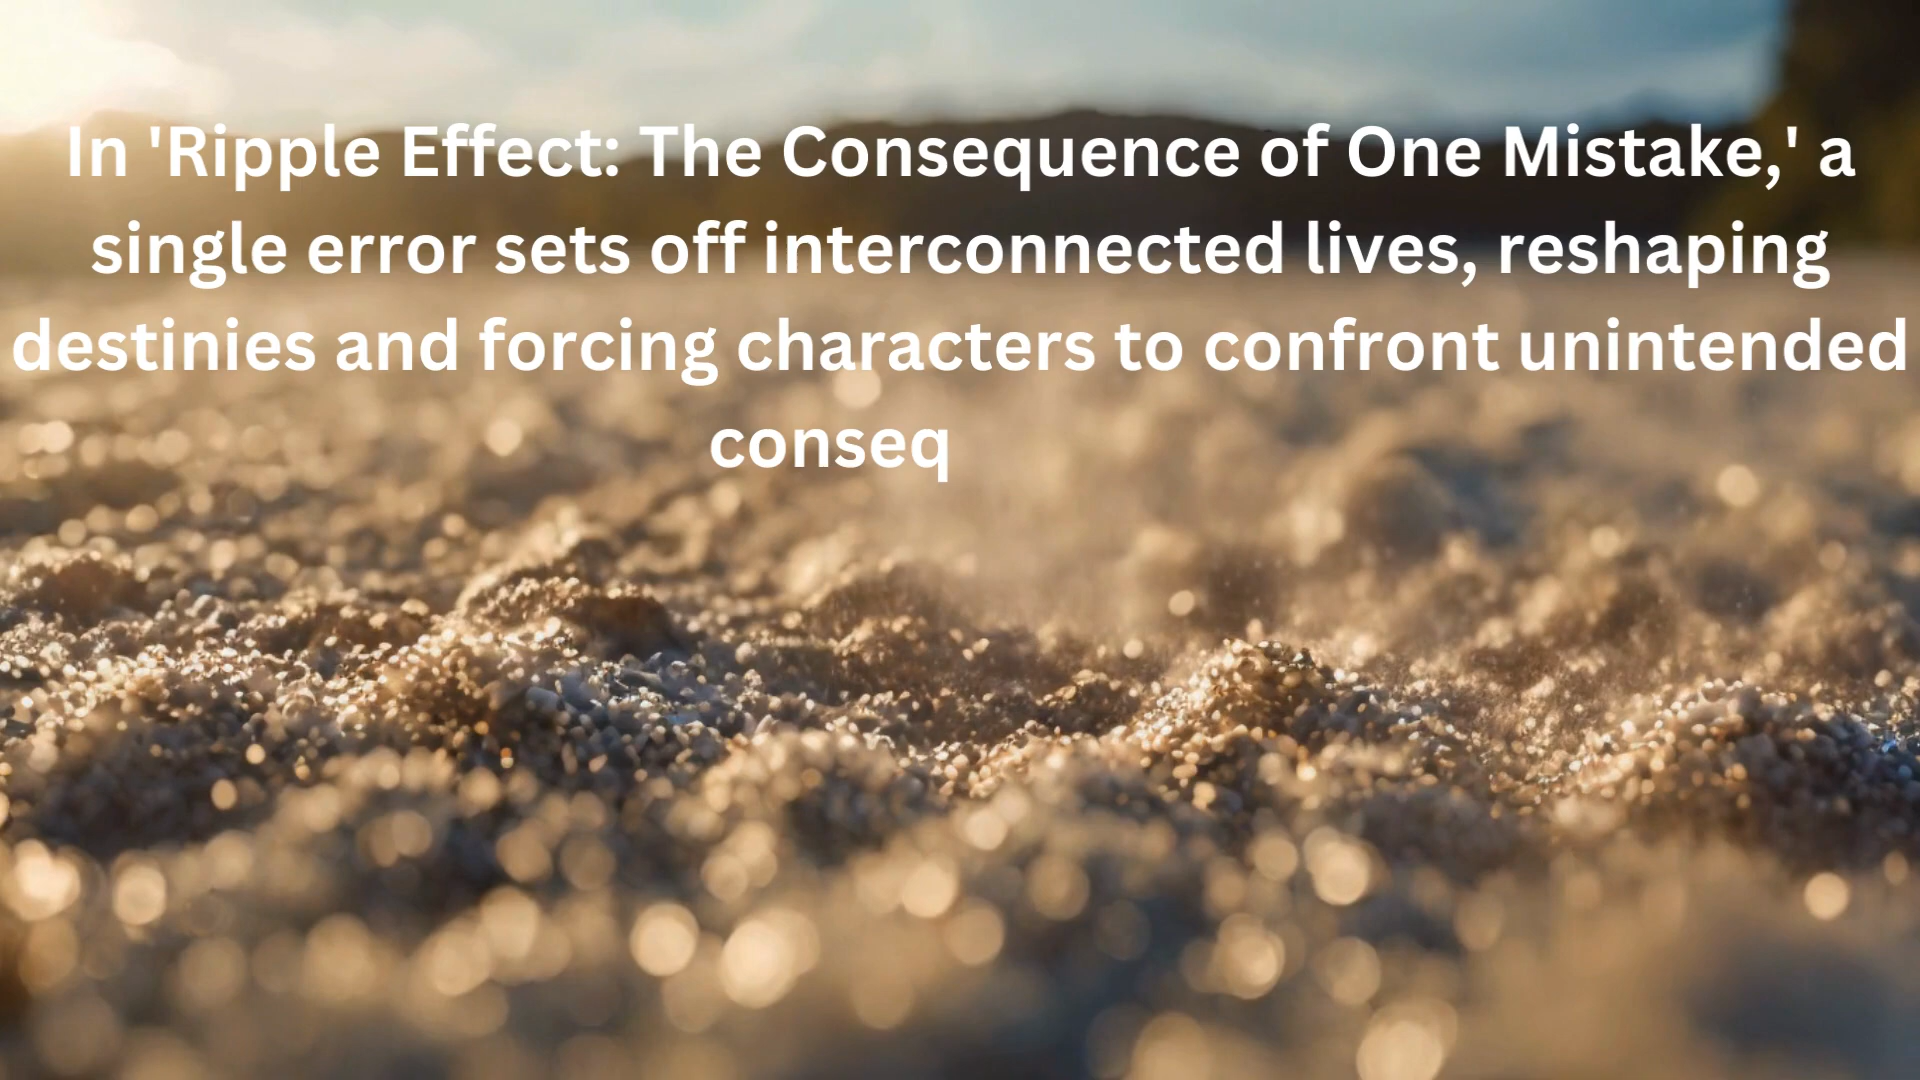 In 'Ripple Effect: The Consequence of One Mistake,' a
single error sets off interconnected lives, reshaping
destinies and forcing characters to confront unintended
conseq